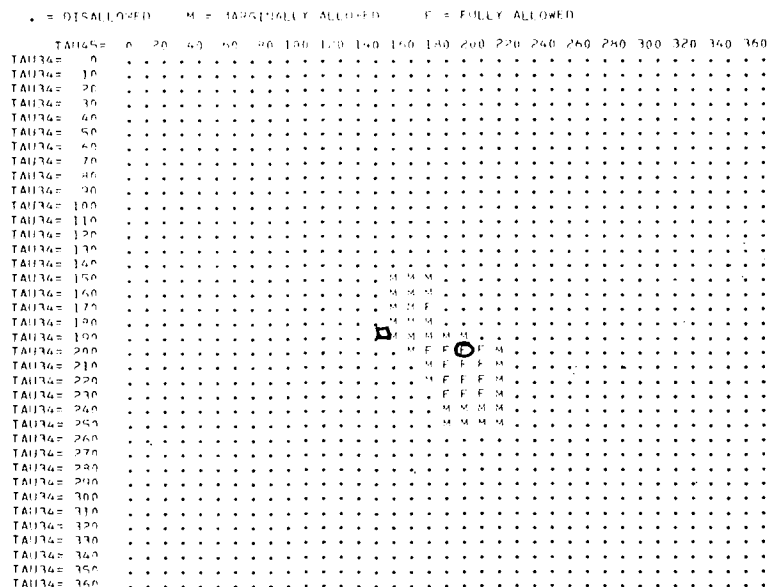 . = DISALLOWED M = MARGINALLY ALLOWED F = FULLY ALLOWED
TAU45= 0 20 40 60 80 100 120 140 160 180 200 220 240 260 280 300 320 340 360
TAU34= 0 . . . . . . . . . . . . . . . . . . . . . . . . . . . . . . . . . . . . .
TAU34= 10 . . . . . . . . . . . . . . . . . . . . . . . . . . . . . . . . . . . . .
TAU34= 20 . . . . . . . . . . . . . . . . . . . . . . . . . . . . . . . . . . . . .
TAU34= 30 . . . . . . . . . . . . . . . . . . . . . . . . . . . . . . . . . . . . .
TAU34= 40 . . . . . . . . . . . . . . . . . . . . . . . . . . . . . . . . . . . . .
TAU34= 50 . . . . . . . . . . . . . . . . . . . . . . . . . . . . . . . . . . . . .
TAU34= 60 . . . . . . . . . . . . . . . . . . . . . . . . . . . . . . . . . . . . .
TAU34= 70 . . . . . . . . . . . . . . . . . . . . . . . . . . . . . . . . . . . . .
TAU34= 80 . . . . . . . . . . . . . . . . . . . . . . . . . . . . . . . . . . . . .
TAU34= 90 . . . . . . . . . . . . . . . . . . . . . . . . . . . . . . . . . . . . .
TAU34= 100 . . . . . . . . . . . . . . . . . . . . . . . . . . . . . . . . . . . . .
TAU34= 110 . . . . . . . . . . . . . . . . . . . . . . . . . . . . . . . . . . . . .
TAU34= 120 . . . . . . . . . . . . . . . . . . . . . . . . . . . . . . . . . . . . .
TAU34= 130 . . . . . . . . . . . . . . . . . . . . . . . . . . . . . . . . . . . . .
TAU34= 140 . . . . . . . . . . . . . . . . . . . . . . . . . . . . . . . . . . . . .
TAU34= 150 . . . . . . . . . . . . . . . M M M . . . . . . . . . . . . . . . . . . .
TAU34= 160 . . . . . . . . . . . . . . . M M M . . . . . . . . . . . . . . . . . . .
TAU34= 170 . . . . . . . . . . . . . . . M M F . . . . . . . . . . . . . . . . . . .
TAU34= 180 . . . . . . . . . . . . . . . M M M . . . . . . . . . . . . . . . . . . .
TAU34= 190 . . . . . . . . . . . . . . . M M M M M . . . . . . . . . . . . . . . . .
TAU34= 200 . . . . . . . . . . . . . . . . M F F F F M . . . . . . . . . . . . . . .
TAU34= 210 . . . . . . . . . . . . . . . . . M F F F M . . . . . . . . . . . . . . .
TAU34= 220 . . . . . . . . . . . . . . . . . M F F F M . . . . . . . . . . . . . . .
TAU34= 230 . . . . . . . . . . . . . . . . . . F F F M . . . . . . . . . . . . . . .
TAU34= 240 . . . . . . . . . . . . . . . . . . M M M M . . . . . . . . . . . . . . .
TAU34= 250 . . . . . . . . . . . . . . . . . . M M M M . . . . . . . . . . . . . . .
TAU34= 260 . . . . . . . . . . . . . . . . . . . . . . . . . . . . . . . . . . . . .
TAU34= 270 . . . . . . . . . . . . . . . . . . . . . . . . . . . . . . . . . . . . .
TAU34= 280 . . . . . . . . . . . . . . . . . . . . . . . . . . . . . . . . . . . . .
TAU34= 290 . . . . . . . . . . . . . . . . . . . . . . . . . . . . . . . . . . . . .
TAU34= 300 . . . . . . . . . . . . . . . . . . . . . . . . . . . . . . . . . . . . .
TAU34= 310 . . . . . . . . . . . . . . . . . . . . . . . . . . . . . . . . . . . . .
TAU34= 320 . . . . . . . . . . . . . . . . . . . . . . . . . . . . . . . . . . . . .
TAU34= 330 . . . . . . . . . . . . . . . . . . . . . . . . . . . . . . . . . . . . .
TAU34= 340 . . . . . . . . . . . . . . . . . . . . . . . . . . . . . . . . . . . . .
TAU34= 350 . . . . . . . . . . . . . . . . . . . . . . . . . . . . . . . . . . . . .
TAU34= 360 . . . . . . . . . . . . . . . . . . . . . . . . . . . . . . . . . . . . .